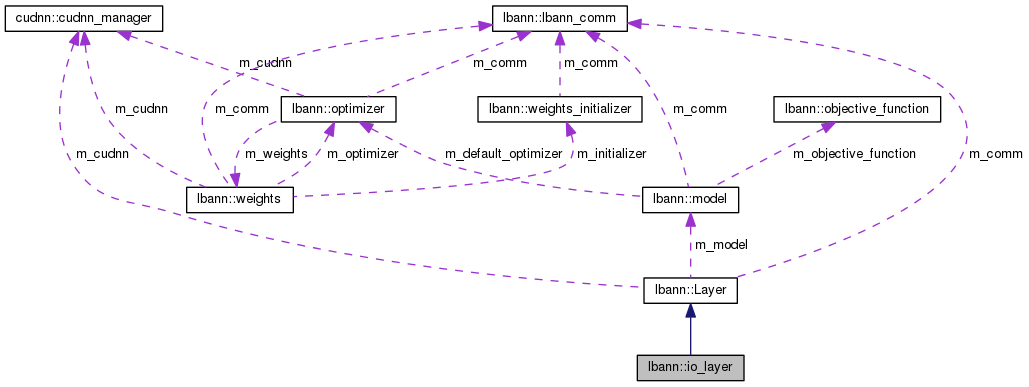 cudnn::cudnn_manager
lbann::lbann_comm
m_cudnn
m_comm
m_comm
m_cudnn
lbann::optimizer
m_comm
lbann::weights_initializer
m_comm
lbann::objective_function
m_cudnn
m_weights
m_optimizer
m_default_optimizer
m_initializer
m_objective_function
m_comm
lbann::weights
lbann::model
m_model
lbann::Layer
lbann::io_layer